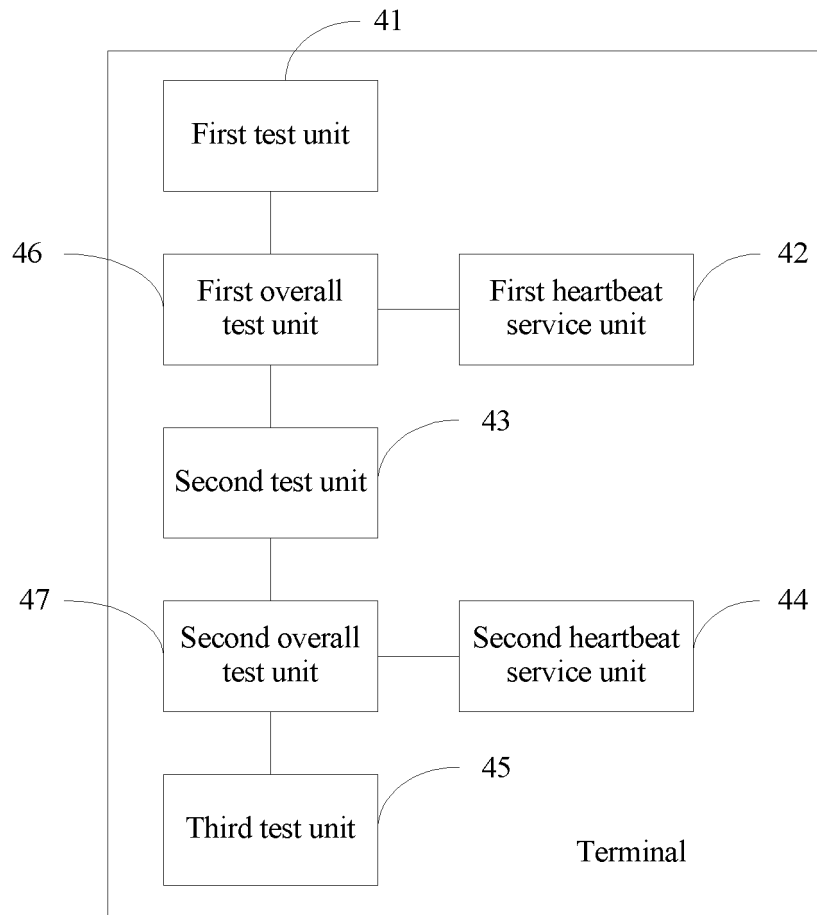 41
First test unit
46
First overall
test unit
First heartbeat
service unit
42
43
Second test unit
47
Second overall
test unit
Second heartbeat
service unit
44
45
Third test unit
Terminal